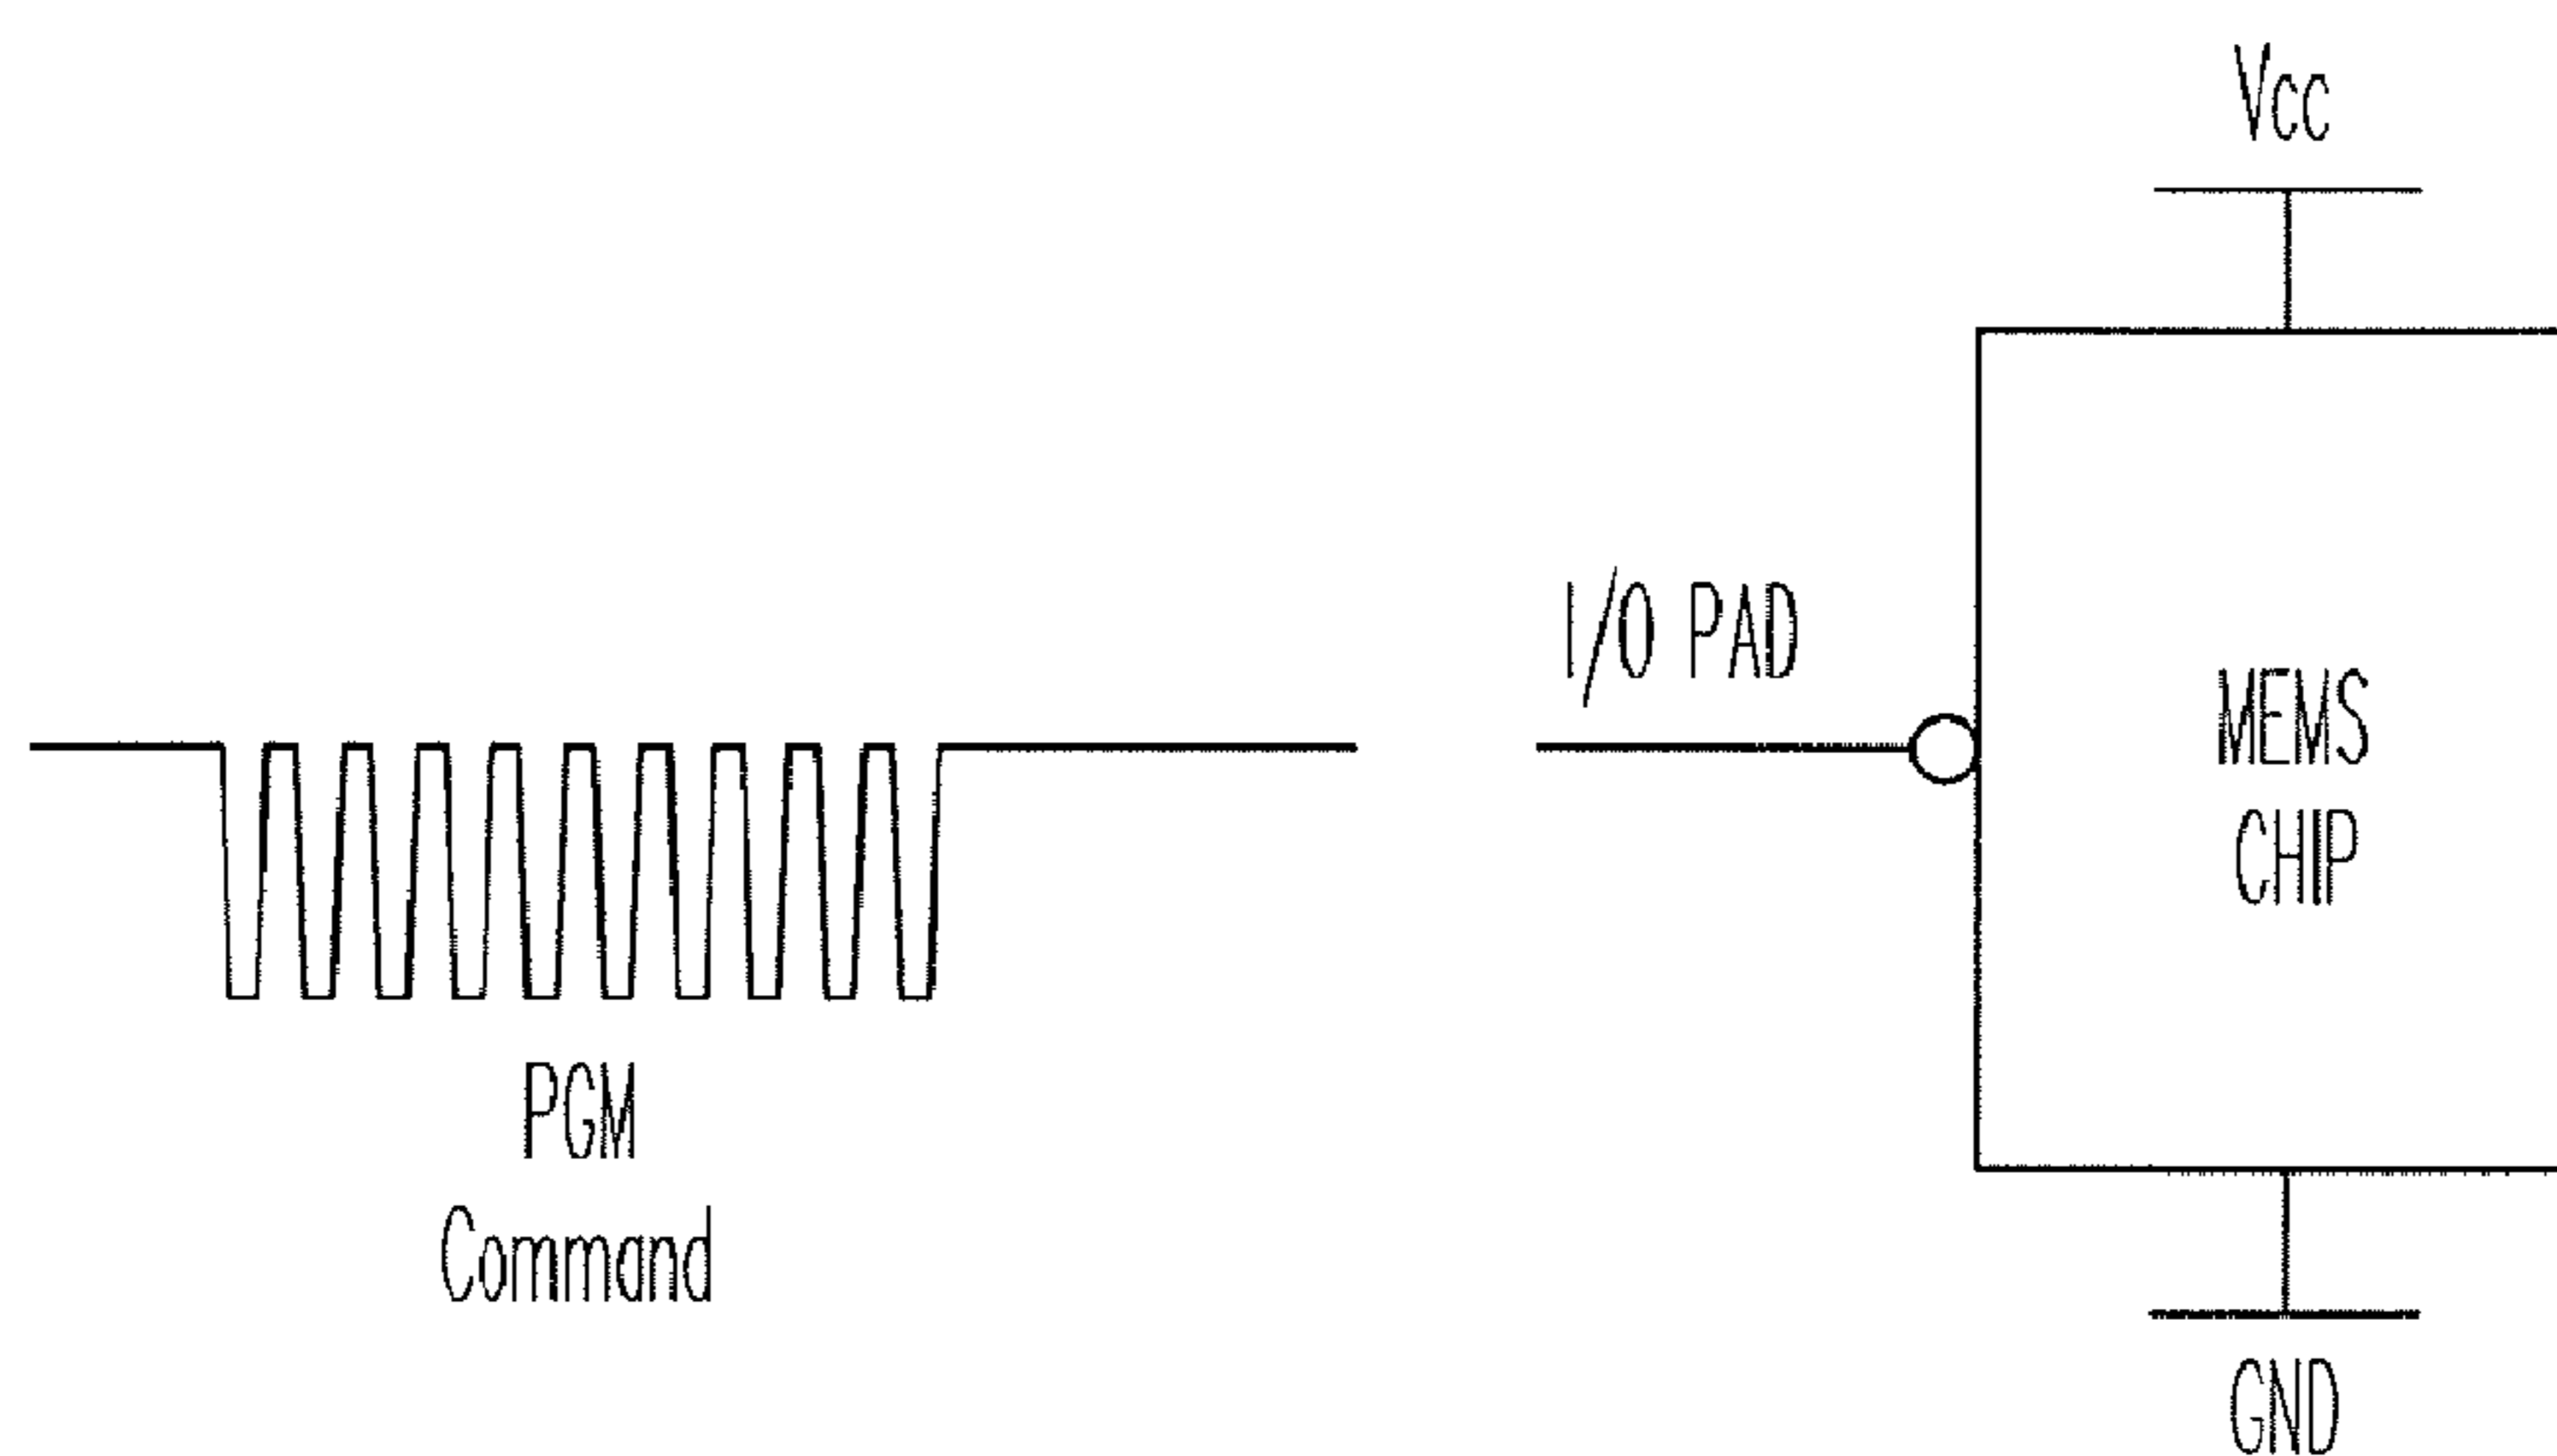 Vcc
I/O PAD
MEMS
CHIP
PGM
Command
GND